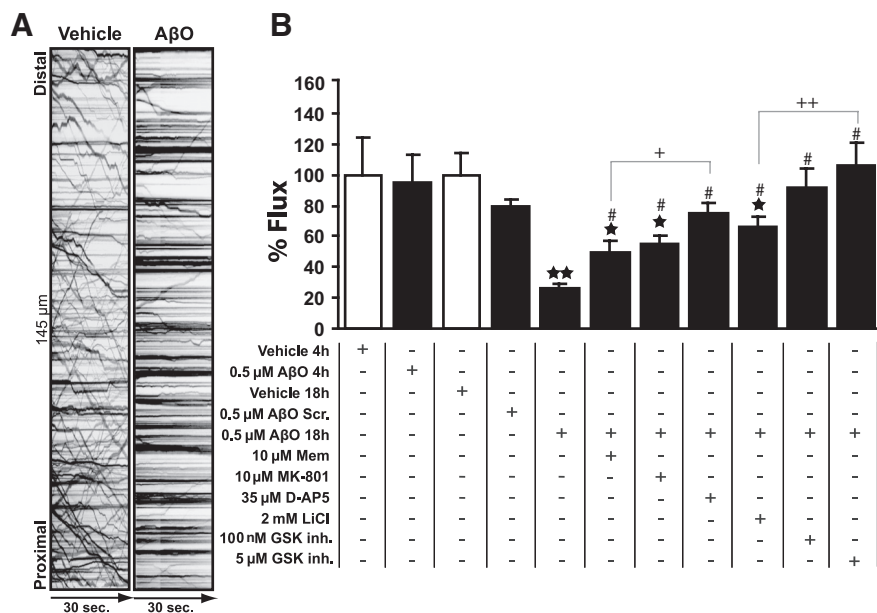 A
Vehicle AβO
Distal
145 µm
Proximal
30 sec. 30 sec.
B
% Flux
160
140
120
100
80
60
40
20
0
★★
#
★
#
★
#
#
★
#
#
+
++
Vehicle 4h + - - - - - - - - - -
0.5 µM AβO 4h - + - - - - - - - - -
Vehicle 18h - - + - - - - - - - -
0.5 µM AβO Scr. - - - + - - - - - - -
0.5 µM AβO 18h - - - - + + + + + + +
10 µM Mem - - - - - + - - - - -
10 µM MK-801 - - - - - - + - - - -
35 µM D-AP5 - - - - - - - + - - -
2 mM LiCl - - - - - - - - + - -
100 nM GSK inh. - - - - - - - - - + -
5 µM GSK inh. - - - - - - - - - - +